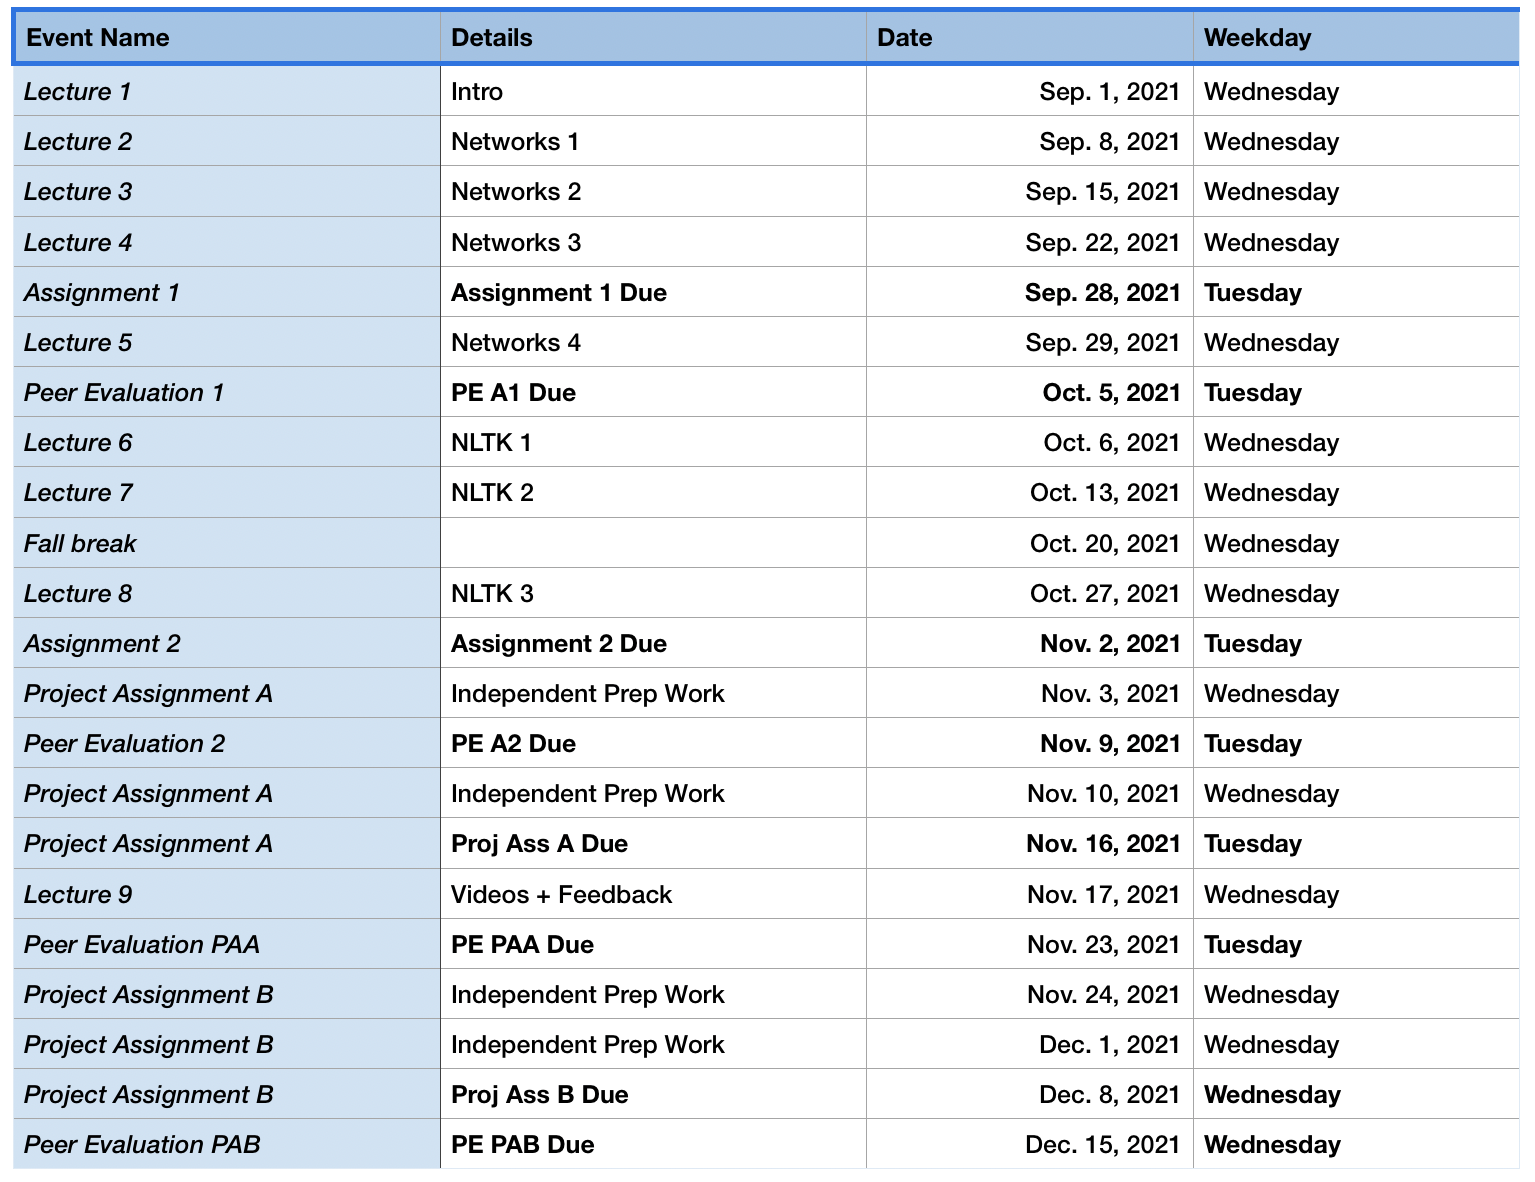 Event Name Details Date Weekday
Lecture 1 Intro Sep. 1, 2021 Wednesday
Lecture 2 Networks 1 Sep. 8, 2021 Wednesday
Lecture 3 Networks 2 Sep. 15, 2021 Wednesday
Lecture 4 Networks 3 Sep. 22, 2021 Wednesday
Assignment 1 Assignment 1 Due Sep. 28, 2021 Tuesday
Lecture 5 Networks 4 Sep. 29, 2021 Wednesday
Peer Evaluation 1 PE A1 Due Oct. 5, 2021 Tuesday
Lecture 6 NLTK 1 Oct. 6, 2021 Wednesday
Lecture 7 NLTK 2 Oct. 13, 2021 Wednesday
Fall break Oct. 20, 2021 Wednesday
Lecture 8 NLTK 3 Oct. 27, 2021 Wednesday
Assignment 2 Assignment 2 Due Nov. 2, 2021 Tuesday
Project Assignment A Independent Prep Work Nov. 3, 2021 Wednesday
Peer Evaluation 2 PE A2 Due Nov. 9, 2021 Tuesday
Project Assignment A Independent Prep Work Nov. 10, 2021 Wednesday
Project Assignment A Proj Ass A Due Nov. 16, 2021 Tuesday
Lecture 9 Videos + Feedback Nov. 17, 2021 Wednesday
Peer Evaluation PAA PE PAA Due Nov. 23, 2021 Tuesday
Project Assignment B Independent Prep Work Nov. 24, 2021 Wednesday
Project Assignment B Independent Prep Work Dec. 1, 2021 Wednesday
Project Assignment B Proj Ass B Due Dec. 8, 2021 Wednesday
Peer Evaluation PAB PE PAB Due Dec. 15, 2021 Wednesday